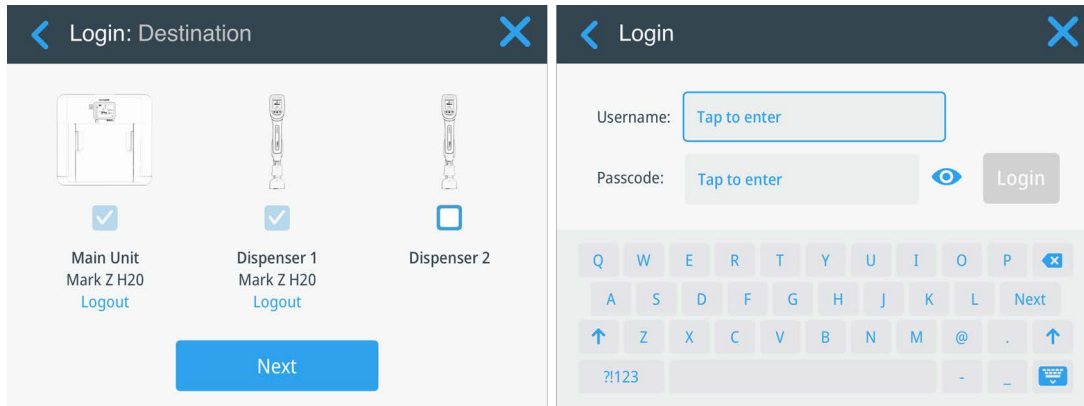 Login: Destination
Main Unit
Mark Z H20
Logout
Dispenser 1
Mark Z H20
Logout
Dispenser 2
Next
Login
Username: Tap to enter
Passcode: Tap to enter
Login
Q W E R T Y U I O P
A S D F G H J K L Next
Z X C V B N M @ .
?!123 - _